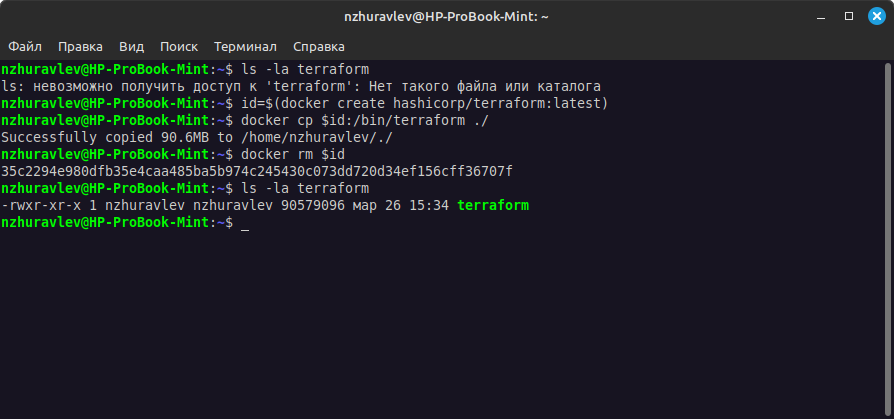 nzhuravlev@HP-ProBook-Mint: ~
Файл Правка Вид Поиск Терминал Справка
nzhuravlev@HP-ProBook-Mint:~$ ls -la terraform
ls: невозможно получить доступ к 'terraform': Нет такого файла или каталога
nzhuravlev@HP-ProBook-Mint:~$ id=$(docker create hashicorp/terraform:latest)
nzhuravlev@HP-ProBook-Mint:~$ docker cp $id:/bin/terraform ./
Successfully copied 90.6MB to /home/nzhuravlev/./
nzhuravlev@HP-ProBook-Mint:~$ docker rm $id
35c2294e980dfb35e4caa485ba5b974c245430c073dd720d34ef156cff36707f
nzhuravlev@HP-ProBook-Mint:~$ ls -la terraform
-rwxr-xr-x 1 nzhuravlev nzhuravlev 90579096 мар 26 15:34 terraform
nzhuravlev@HP-ProBook-Mint:~$ _